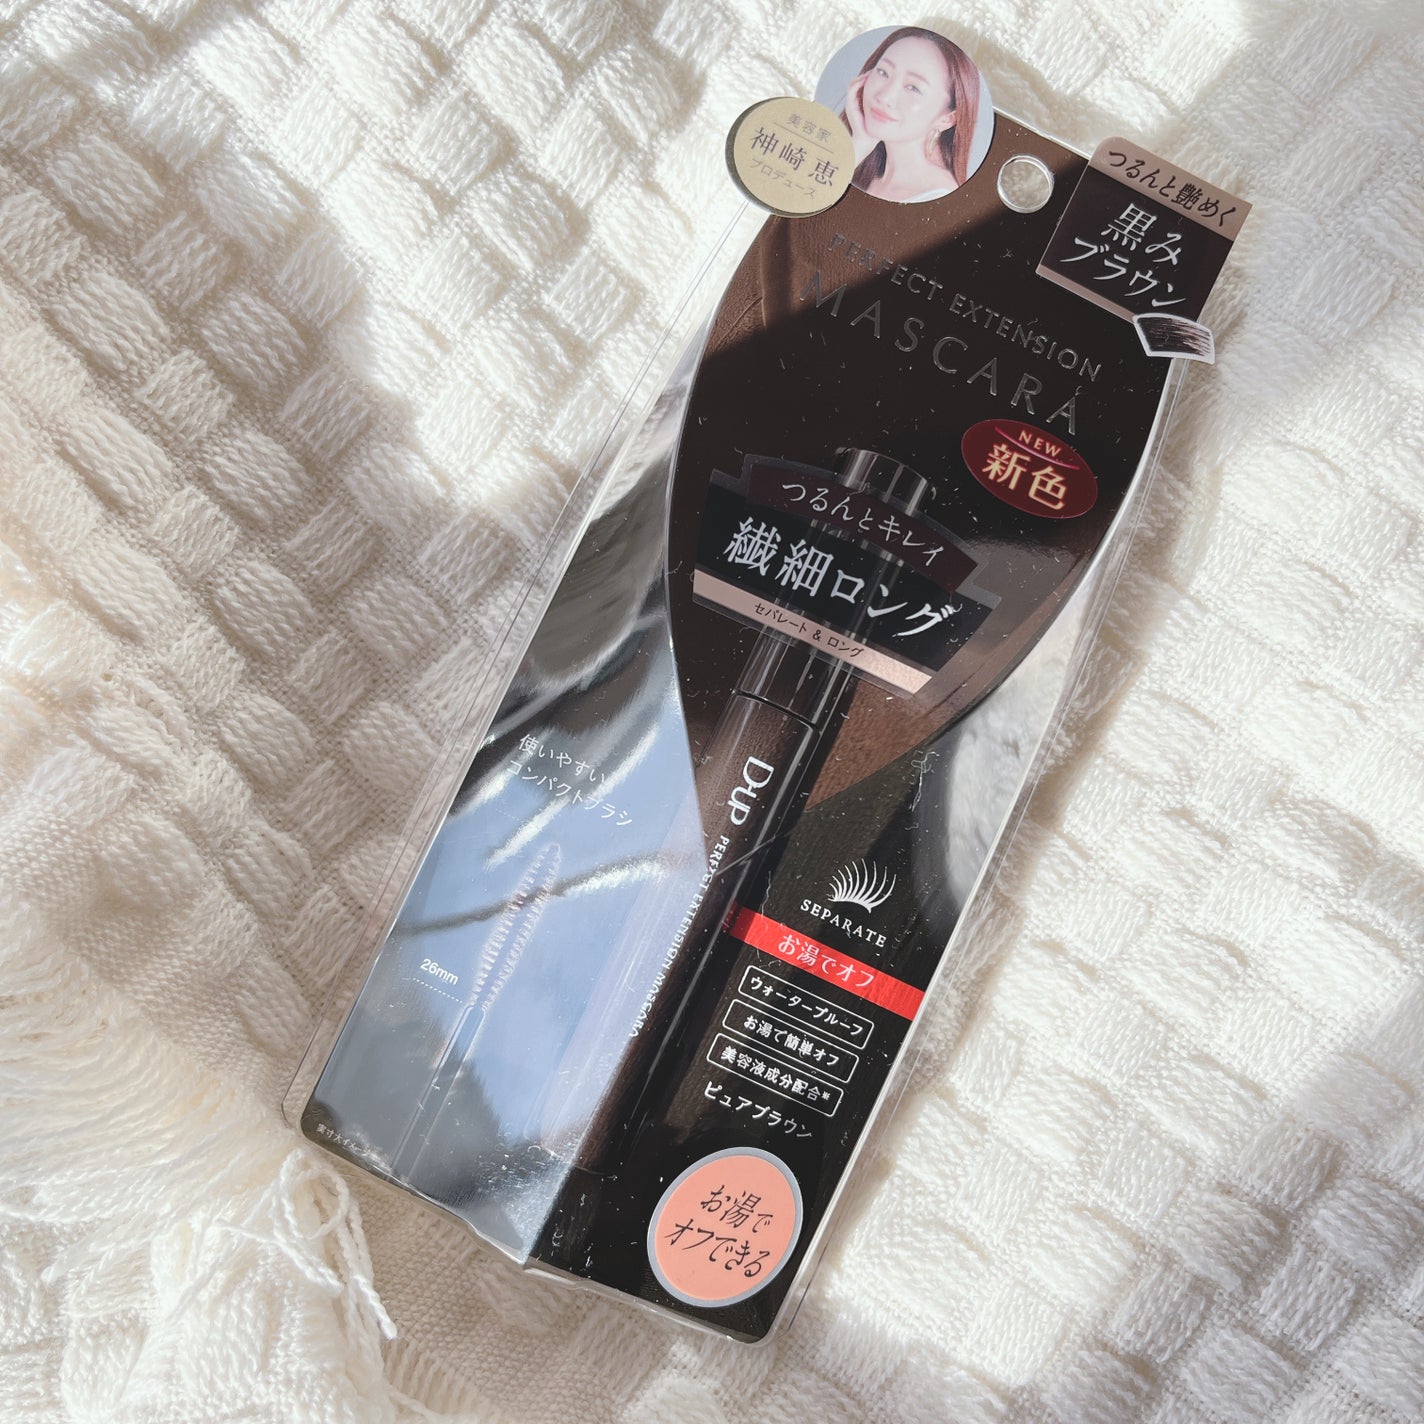 美容家
神崎 恵
プロデュース
つるんと艶めく
黒み
ブラウン
PERFECT EXTENSION
MASCARA
NEW
新色
つるんとキレイ
繊細ロング
セパレート & ロング
使いやすい
コンパクトブラシ
26mm
D-UP
PERFECT EXTENSION MASCARA
SEPARATE
お湯でオフ
ウォータープルーフ
お湯で簡単オフ
美容液成分配合※
ピュアブラウン
お湯で
オフできる